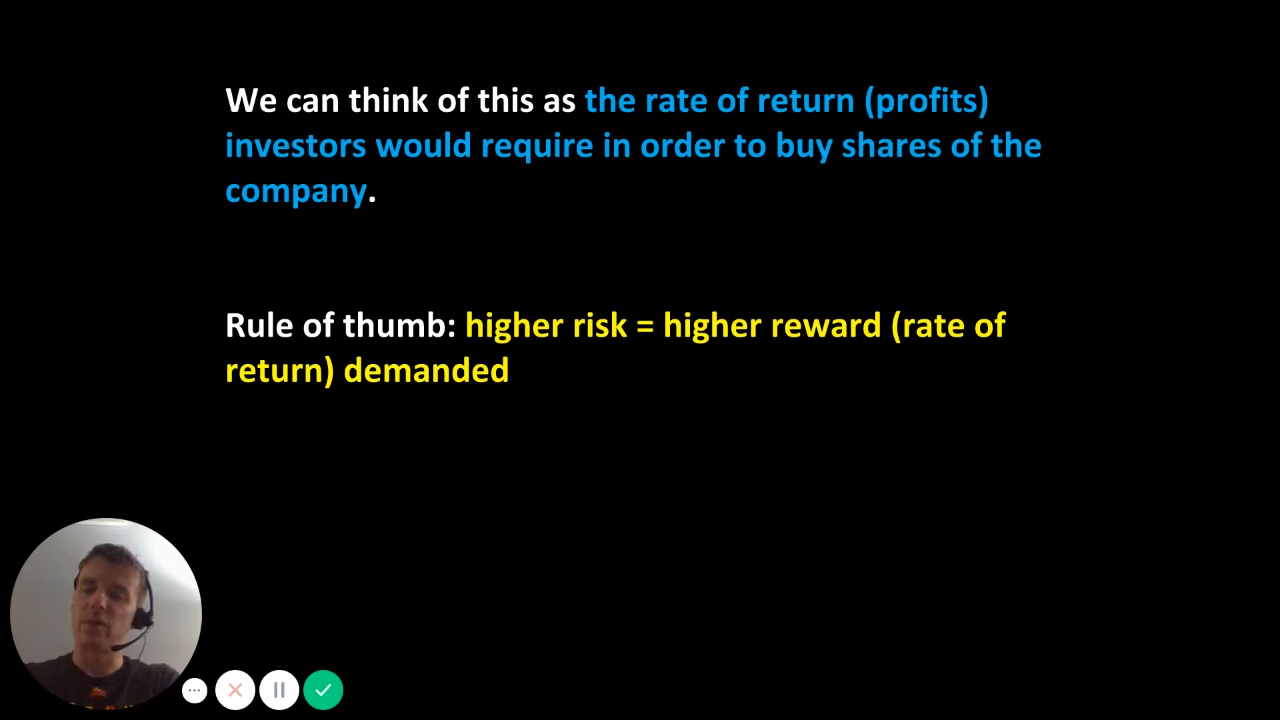 We can think of this as the rate of return (profits)
investors would require in order to buy shares of the
company.
Rule of thumb: higher risk = higher reward (rate of
return) demanded